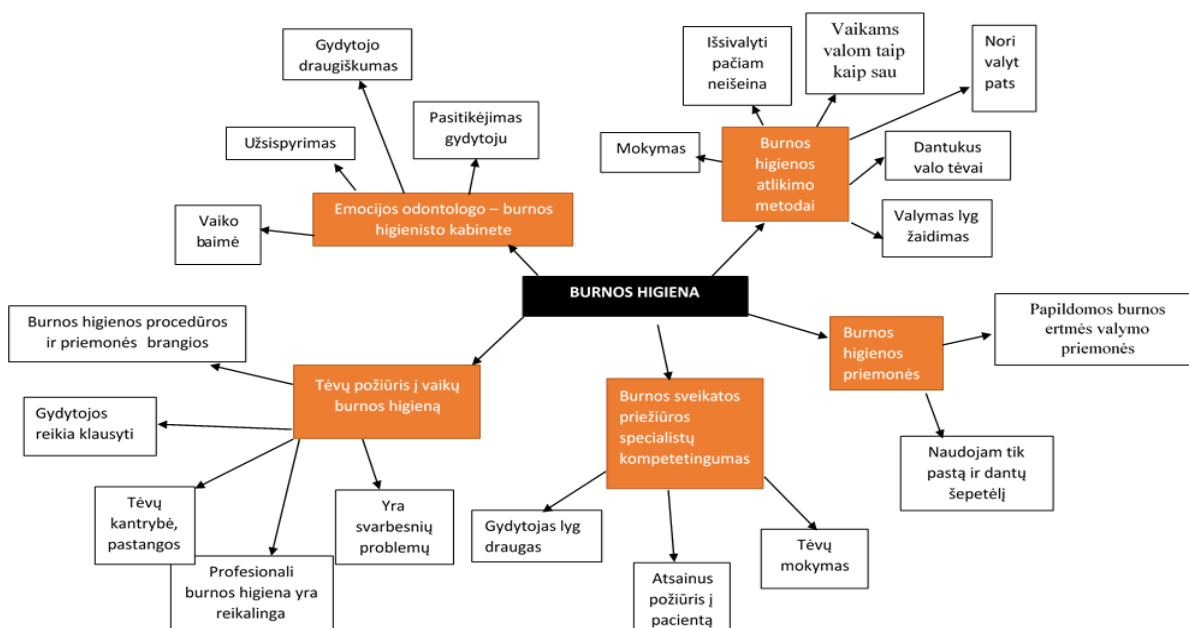 Gydytojo
draugiškumas
Užsispyrimas
Pasitikėjimas
gydytoju
Vaiko
baimė
Emocijos odontologo – burnos
higienisto kabinete
Išsivalyti
pačiam
neišeina
Vaikams
valom taip
kaip sau
Nori
valyt
pats
Mokymas
Burnos
higienos
atlikimo
metodai
Dantukus
valo tėvai
Valymas lyg
žaidimas
BURNOS HIGIENA
Burnos higienos procedūros
ir priemonės brangios
Gydytojos
reikia klausyti
Tėvų požiūris į vaikų
burnos higieną
Tėvų
kantrybė,
pastangos
Profesionali
burnos higiena yra
reikalinga
Yra
svarbesnių
problemų
Burnos sveikatos
priežiūros
specialistų
kompetetingumas
Gydytojas lyg
draugas
Atsainus
požiūris į
pacientą
Tėvų
mokymas
Burnos
higienos
priemonės
Papildomos burnos
ertmės valymo
priemonės
Naudojam tik
pastą ir dantų
šepetėlį